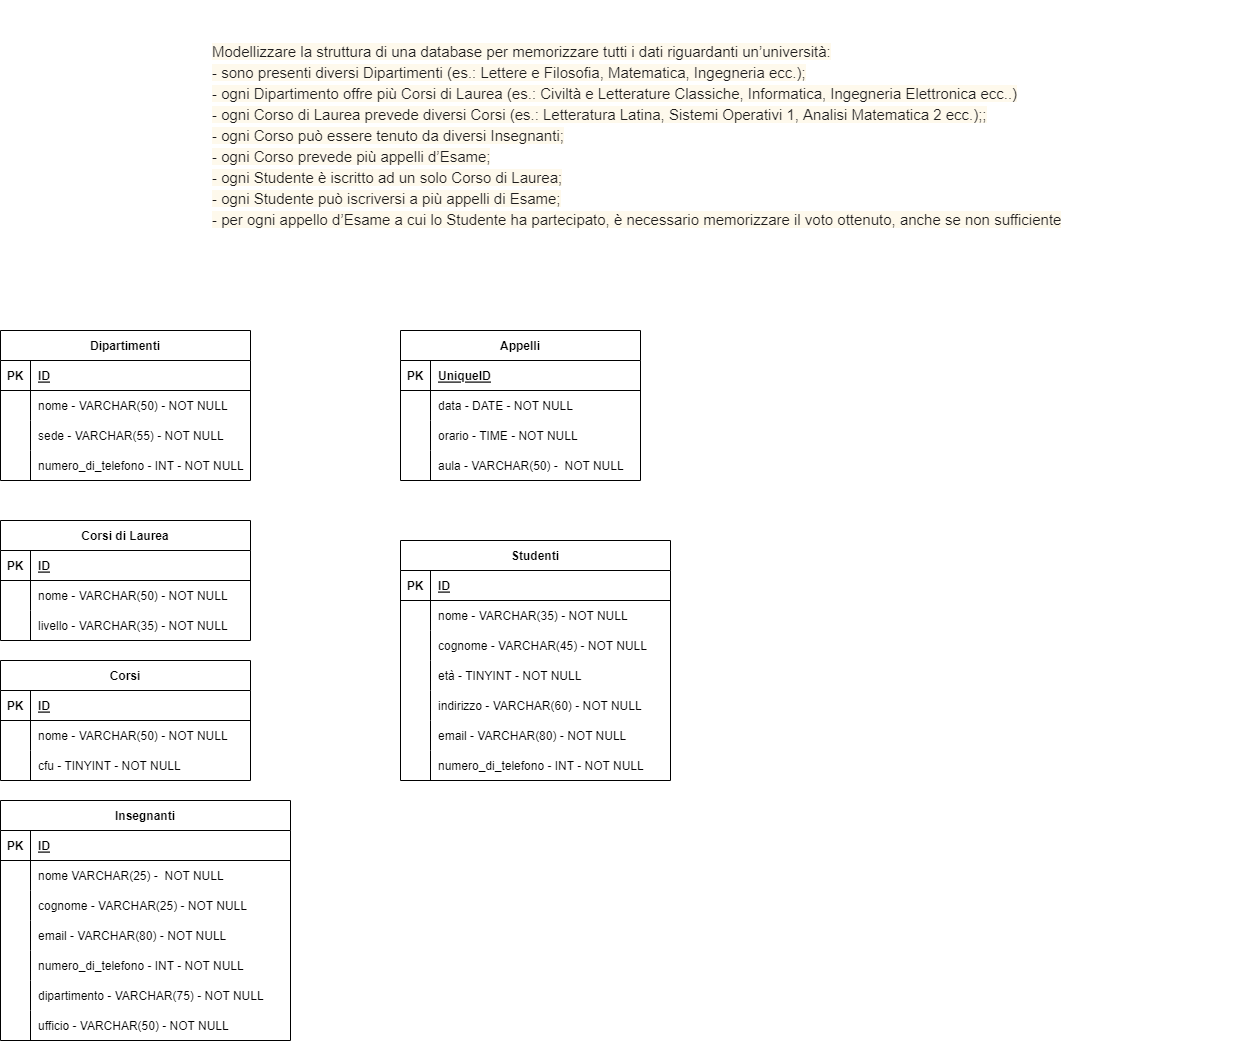 Modellizzare la struttura di una database per memorizzare tutti i dati riguardanti un'università:
- sono presenti diversi Dipartimenti (es.: Lettere e Filosofia, Matematica, Ingegneria ecc.);
- ogni Dipartimento offre più Corsi di Laurea (es.: Civiltà e Letterature Classiche, Informatica, Ingegneria Elettronica ecc..)
- ogni Corso di Laurea prevede diversi Corsi (es.: Letteratura Latina, Sistemi Operativi 1, Analisi Matematica 2 ecc.);;
- ogni Corso può essere tenuto da diversi Insegnanti;
- ogni Corso prevede più appelli d'Esame;
- ogni Studente è iscritto ad un solo Corso di Laurea;
- ogni Studente può iscriversi a più appelli di Esame;
- per ogni appello d'Esame a cui lo Studente ha partecipato, è necessario memorizzare il voto ottenuto, anche se non sufficiente
Dipartimenti
PK ID
nome - VARCHAR(50) - NOT NULL
sede - VARCHAR(55) - NOT NULL
numero_di_telefono - INT - NOT NULL
Corsi di Laurea
PK ID
nome - VARCHAR(50) - NOT NULL
livello - VARCHAR(35) - NOT NULL
Corsi
PK ID
nome - VARCHAR(50) - NOT NULL
cfu - TINYINT - NOT NULL
Insegnanti
PK ID
nome VARCHAR(25) - NOT NULL
cognome - VARCHAR(25) - NOT NULL
email - VARCHAR(80) - NOT NULL
numero_di_telefono - INT - NOT NULL
dipartimento - VARCHAR(75) - NOT NULL
ufficio - VARCHAR(50) - NOT NULL
Appelli
PK UniqueID
data - DATE - NOT NULL
orario - TIME - NOT NULL
aula - VARCHAR(50) - NOT NULL
Studenti
PK ID
nome - VARCHAR(35) - NOT NULL
cognome - VARCHAR(45) - NOT NULL
età - TINYINT - NOT NULL
indirizzo - VARCHAR(60) - NOT NULL
email - VARCHAR(80) - NOT NULL
numero_di_telefono - INT - NOT NULL